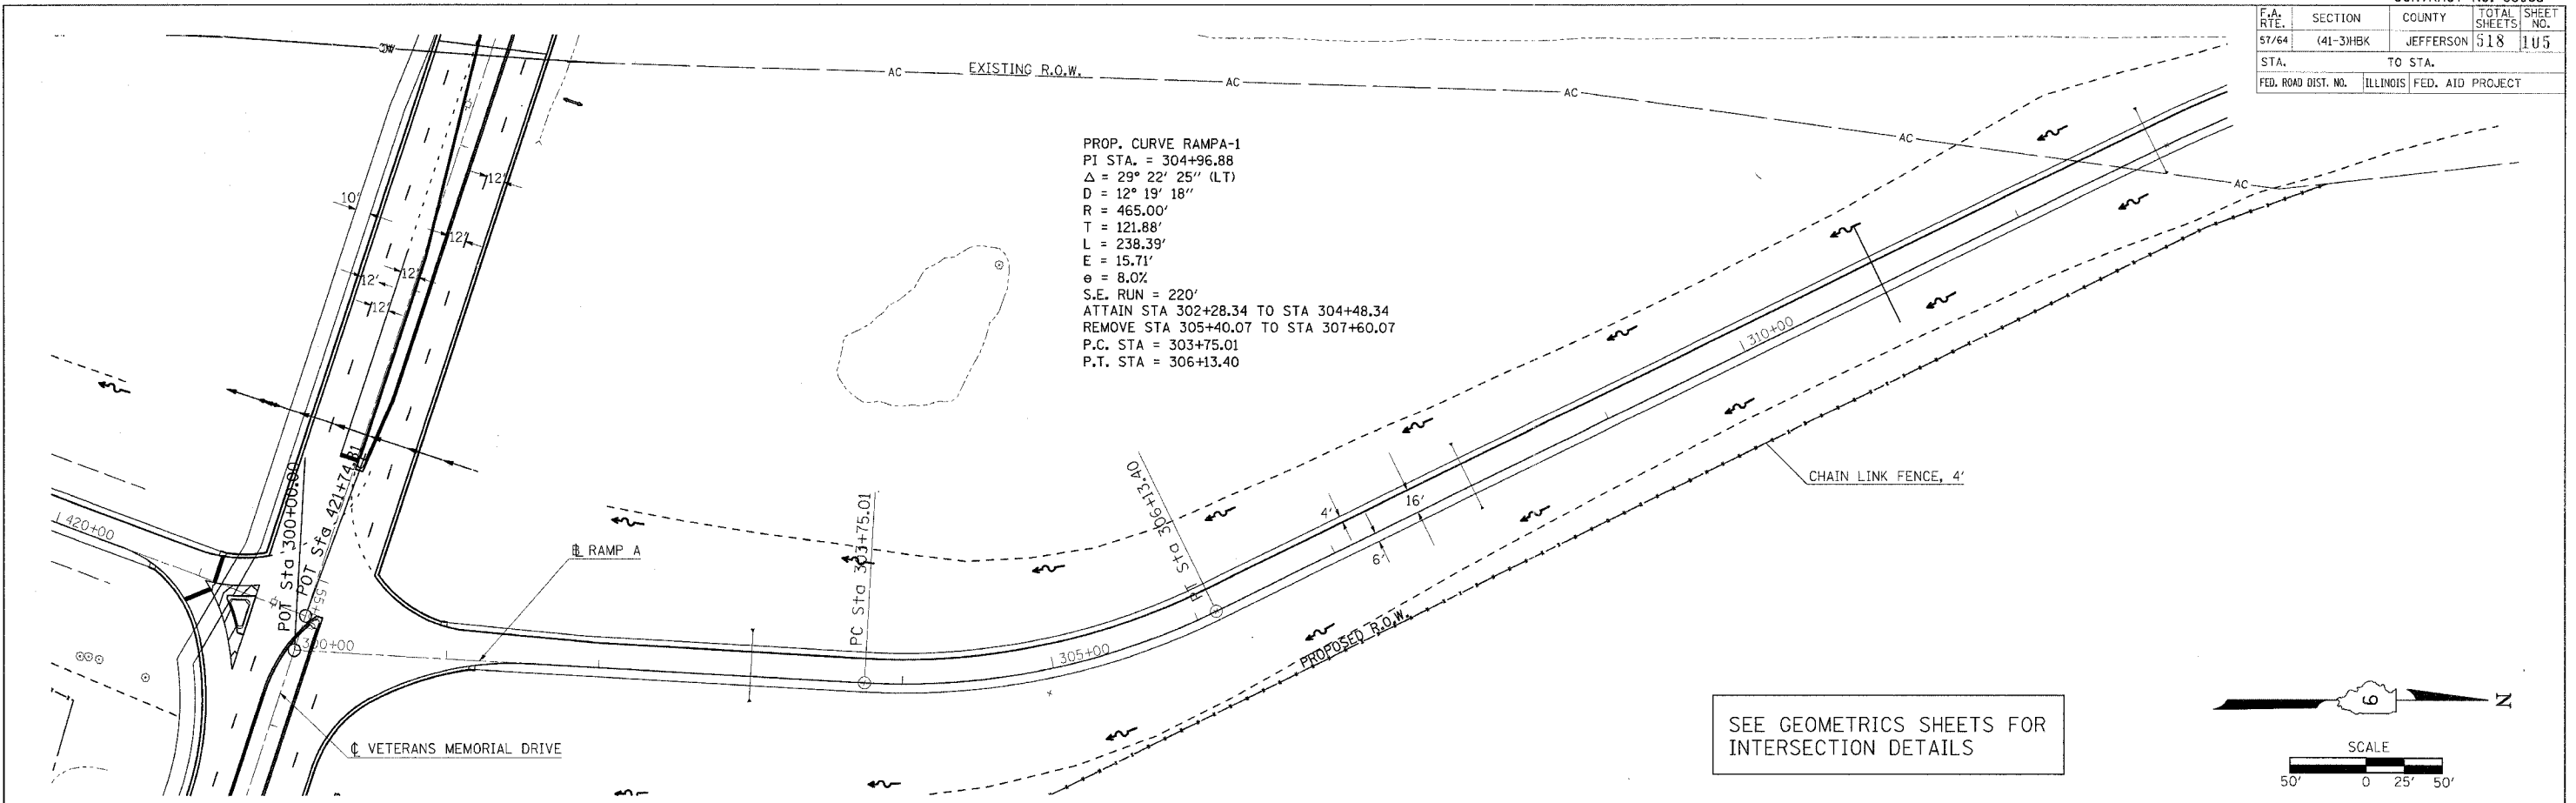 F.A. RTE. SECTION COUNTY TOTAL SHEETS SHEET NO.
57/64 (41-3)HBK JEFFERSON 518 105
STA. TO STA.
FED. ROAD DIST. NO. ILLINOIS FED. AID PROJECT
AC
EXISTING R.O.W.
AC
AC
AC
AC
PROP. CURVE RAMPA-1
PI STA. = 304+96.88
Δ = 29° 22' 25" (LT)
D = 12° 19' 18"
R = 465.00'
T = 121.88'
L = 238.39'
E = 15.71'
e = 8.0%
S.E. RUN = 220'
ATTAIN STA 302+28.34 TO STA 304+48.34
REMOVE STA 305+40.07 TO STA 307+60.07
P.C. STA = 303+75.01
P.T. STA = 306+13.40
12'
10'
12'
12'
12'
12'
310+00
CHAIN LINK FENCE, 4'
4'
16'
6'
PT Sta 306+13.40
PC Sta 303+75.01
POT Sta 300+00.00
POT Sta 421+74.81
420+00
℄ RAMP A
300+00
305+00
PROPOSED R.O.W.
℄ VETERANS MEMORIAL DRIVE
SEE GEOMETRICS SHEETS FOR
INTERSECTION DETAILS
6
N
SCALE
50' 0 25' 50'